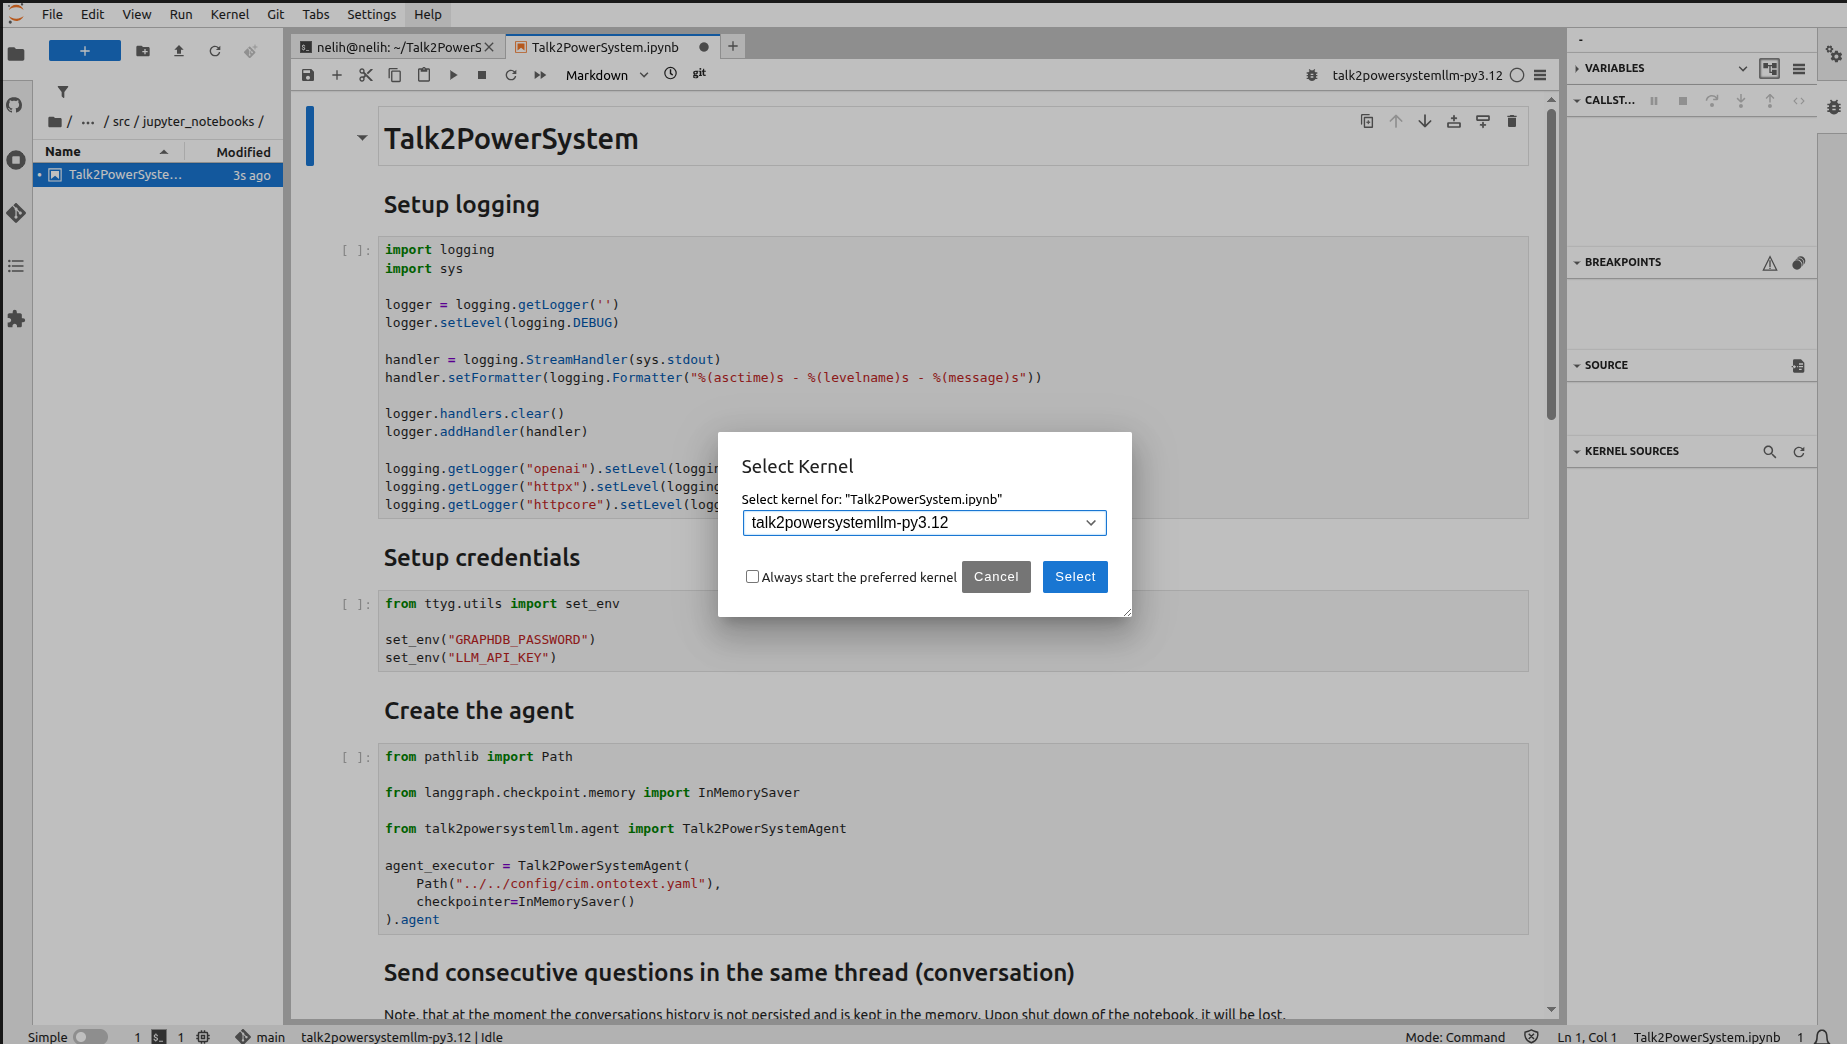 File Edit View Run Kernel Git Tabs Settings Help
nelih@nelih: ~/Talk2PowerS
Talk2PowerSystem.ipynb
Markdown
git
talk2powersystemllm-py3.12
/ ... / src / jupyter_notebooks /
Name Modified
Talk2PowerSyste... 3s ago
Talk2PowerSystem
Setup logging
[ ]:
import logging
import sys
logger = logging.getLogger('')
logger.setLevel(logging.DEBUG)
handler = logging.StreamHandler(sys.stdout)
handler.setFormatter(logging.Formatter("%(asctime)s - %(levelname)s - %(message)s"))
logger.handlers.clear()
logger.addHandler(handler)
logging.getLogger("openai").setLevel(loggin
logging.getLogger("httpx").setLevel(logging
logging.getLogger("httpcore").setLevel(logg
Setup credentials
[ ]:
from ttyg.utils import set_env
set_env("GRAPHDB_PASSWORD")
set_env("LLM_API_KEY")
Create the agent
[ ]:
from pathlib import Path
from langgraph.checkpoint.memory import InMemorySaver
from talk2powersystemllm.agent import Talk2PowerSystemAgent
agent_executor = Talk2PowerSystemAgent(
Path("../../config/cim.ontotext.yaml"),
checkpointer=InMemorySaver()
).agent
Send consecutive questions in the same thread (conversation)
Note, that at the moment the conversations history is not persisted and is kept in the memory. Upon shut down of the notebook, it will be lost.
Select Kernel
Select kernel for: "Talk2PowerSystem.ipynb"
talk2powersystemllm-py3.12
Always start the preferred kernel
Cancel
Select
-
VARIABLES
CALLST...
BREAKPOINTS
SOURCE
KERNEL SOURCES
Simple 1 1 main talk2powersystemllm-py3.12 | Idle
Mode: Command Ln 1, Col 1 Talk2PowerSystem.ipynb 1